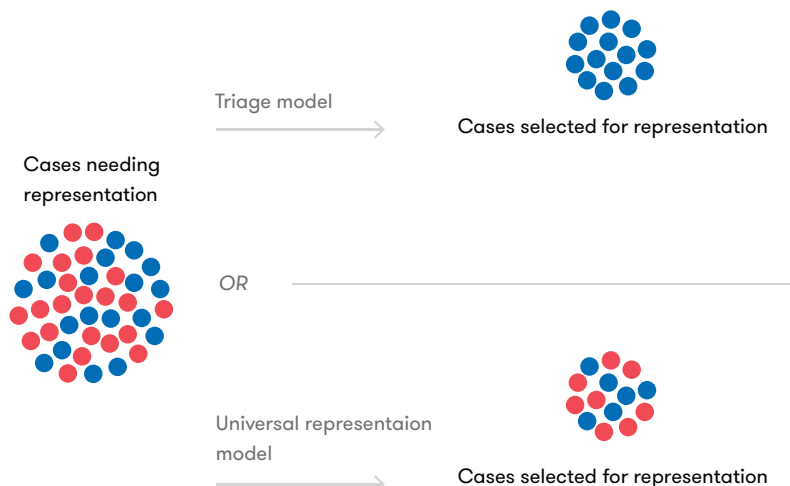 Triage model
Cases selected for representation
Cases needing
representation
OR
Universal representaion
model
Cases selected for representation